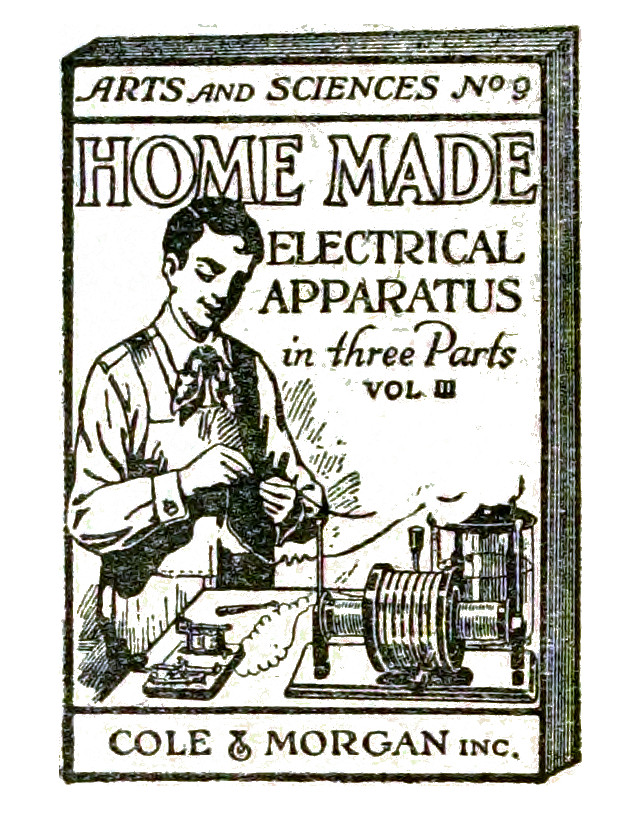 ARTS AND SCIENCES No 9
HOME MADE
ELECTRICAL
APPARATUS
in three Parts
VOL III
COLE & MORGAN INC.